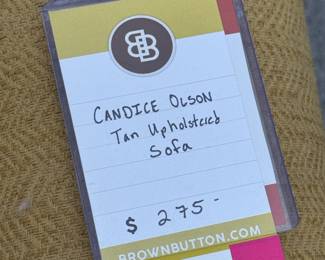 CANDICE OLSON
Tan Upholstered
Sofa
$ 275-
BROWNBUTTON.COM